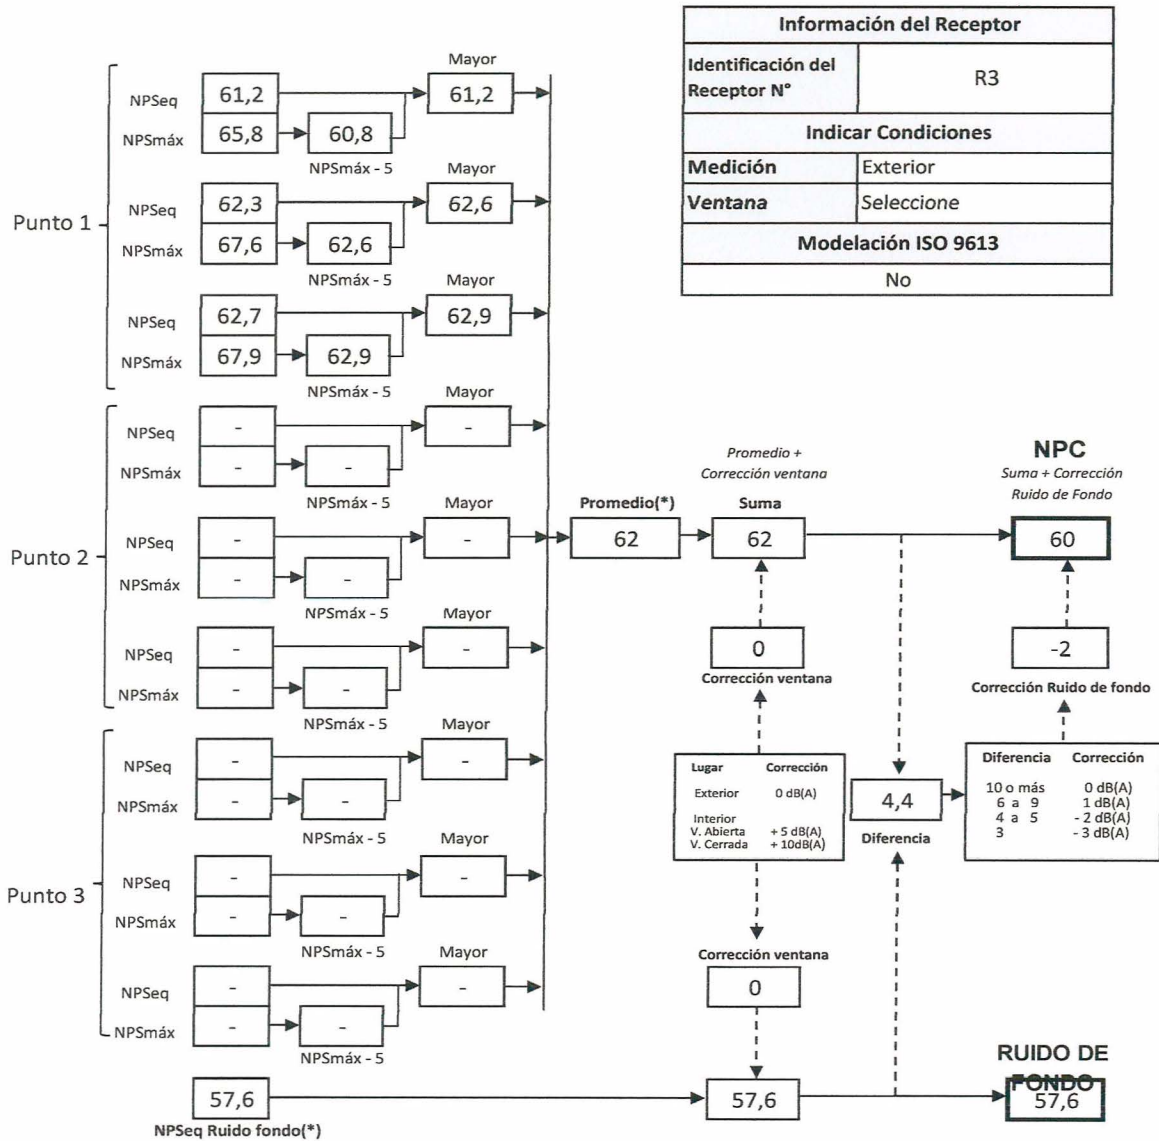 Información del Receptor
Identificación del Receptor N° R3
Indicar Condiciones
Medición Exterior
Ventana Seleccione
Modelación ISO 9613
No
Punto 1
Mayor
NPSeq 61,2 61,2
NPSmáx 65,8 60,8
NPSmáx - 5
Mayor
NPSeq 62,3 62,6
NPSmáx 67,6 62,6
NPSmáx - 5
Mayor
NPSeq 62,7 62,9
NPSmáx 67,9 62,9
NPSmáx - 5
Punto 2
Mayor
NPSeq - -
NPSmáx - -
NPSmáx - 5
Mayor
NPSeq - -
NPSmáx - -
NPSmáx - 5
Mayor
NPSeq - -
NPSmáx - -
NPSmáx - 5
Punto 3
Mayor
NPSeq - -
NPSmáx - -
NPSmáx - 5
Mayor
NPSeq - -
NPSmáx - -
NPSmáx - 5
Mayor
NPSeq - -
NPSmáx - -
NPSmáx - 5
Promedio(*)
62
Promedio +
Corrección ventana
Suma
62
NPC
Suma + Corrección
Ruido de Fondo
60
0
Corrección ventana
-2
Corrección Ruido de fondo
Lugar Corrección
Exterior 0 dB(A)
Interior
V. Abierta + 5 dB(A)
V. Cerrada + 10dB(A)
4,4
Diferencia
Diferencia Corrección
10 o más 0 dB(A)
6 a 9 1 dB(A)
4 a 5 - 2 dB(A)
3 - 3 dB(A)
Corrección ventana
0
57,6
NPSeq Ruido fondo(*)
57,6
RUIDO DE
FONDO
57,6